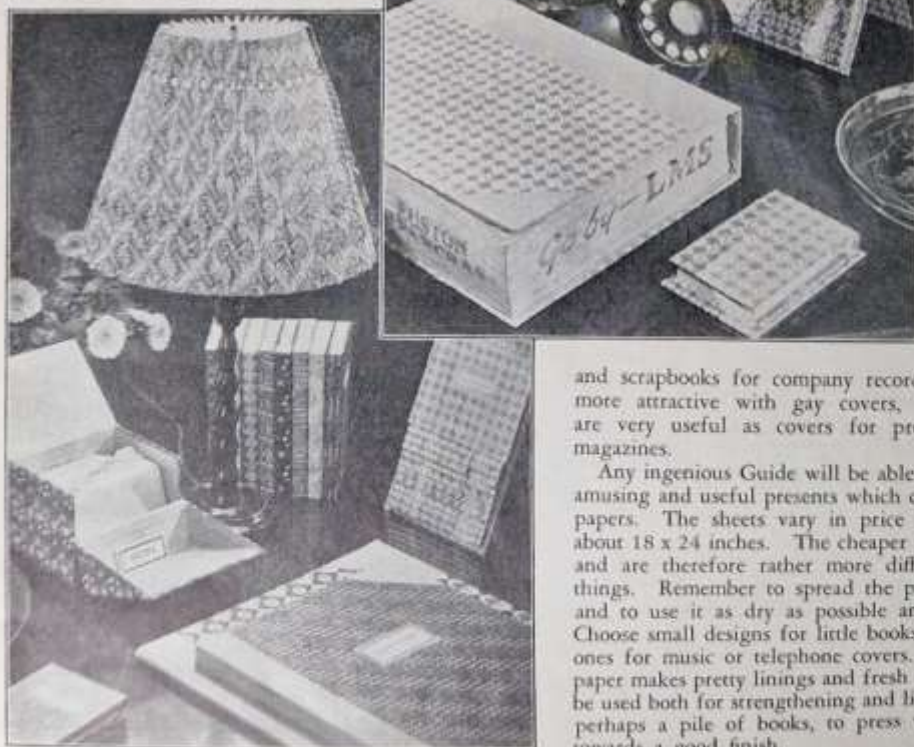 Gaby—LMS
and scrapbooks for company record
more attractive with gay covers,
are very useful as covers for pr
magazines.
Any ingenious Guide will be able
amusing and useful presents which c
papers. The sheets vary in price
about 18 x 24 inches. The cheaper
and are therefore rather more diff
things. Remember to spread the p
and to use it as dry as possible an
Choose small designs for little books
ones for music or telephone covers.
paper makes pretty linings and fresh
be used both for strengthening and
perhaps a pile of books, to press
towards a good finish